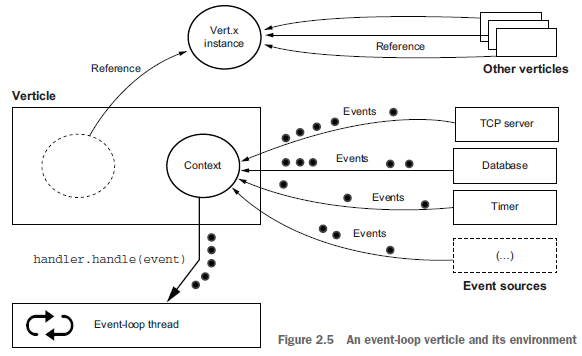 Vert.x
instance
Reference
Other verticles
Reference
Verticle
Context
Events
TCP server
Events
Database
Events
Timer
Events
(...)
Event sources
handler.handle(event)
Event-loop thread
Figure 2.5 An event-loop verticle and its environment